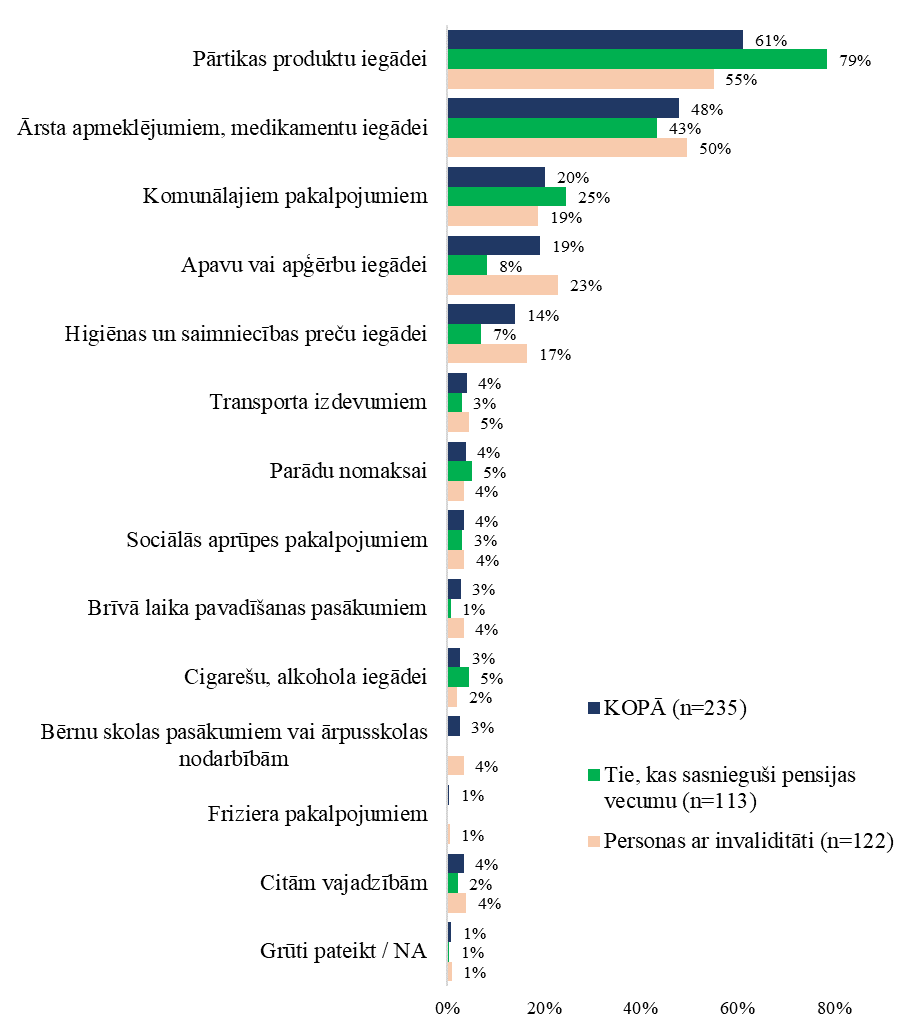 Pārtikas produktu iegādei
61%
79%
55%
Ārsta apmeklējumiem, medikamentu iegādei
48%
43%
50%
Komunālajiem pakalpojumiem
20%
25%
19%
Apavu vai apģērbu iegādei
19%
8%
23%
Higiēnas un saimniecības preču iegādei
14%
7%
17%
Transporta izdevumiem
4%
3%
5%
Parādu nomaksai
4%
5%
4%
Sociālās aprūpes pakalpojumiem
4%
3%
4%
Brīvā laika pavadīšanas pasākumiem
3%
1%
4%
Cigarešu, alkohola iegādei
3%
5%
2%
Bērnu skolas pasākumiem vai ārpusskolas
nodarbībām
3%
4%
Friziera pakalpojumiem
1%
1%
Citām vajadzībām
4%
2%
4%
Grūti pateikt / NA
1%
1%
1%
KOPĀ (n=235)
Tie, kas sasnieguši pensijas
vecumu (n=113)
Personas ar invaliditāti (n=122)
0% 20% 40% 60% 80%